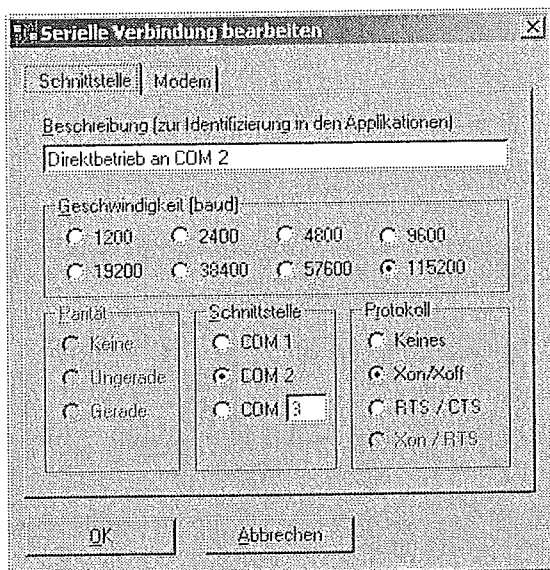 Serielle Verbindung bearbeiten
Schnittstelle Modem
Beschreibung (zur Identifizierung in den Applikationen)
Direktbetrieb an COM 2
Geschwindigkeit (baud)
1200 2400 4800 9600
19200 38400 57600 115200
Parität
Keine
Ungerade
Gerade
Schnittstelle
COM 1
COM 2
COM 3
Protokoll
Keines
Xon/Xoff
RTS / CTS
Xon / RTS
OK Abbrechen